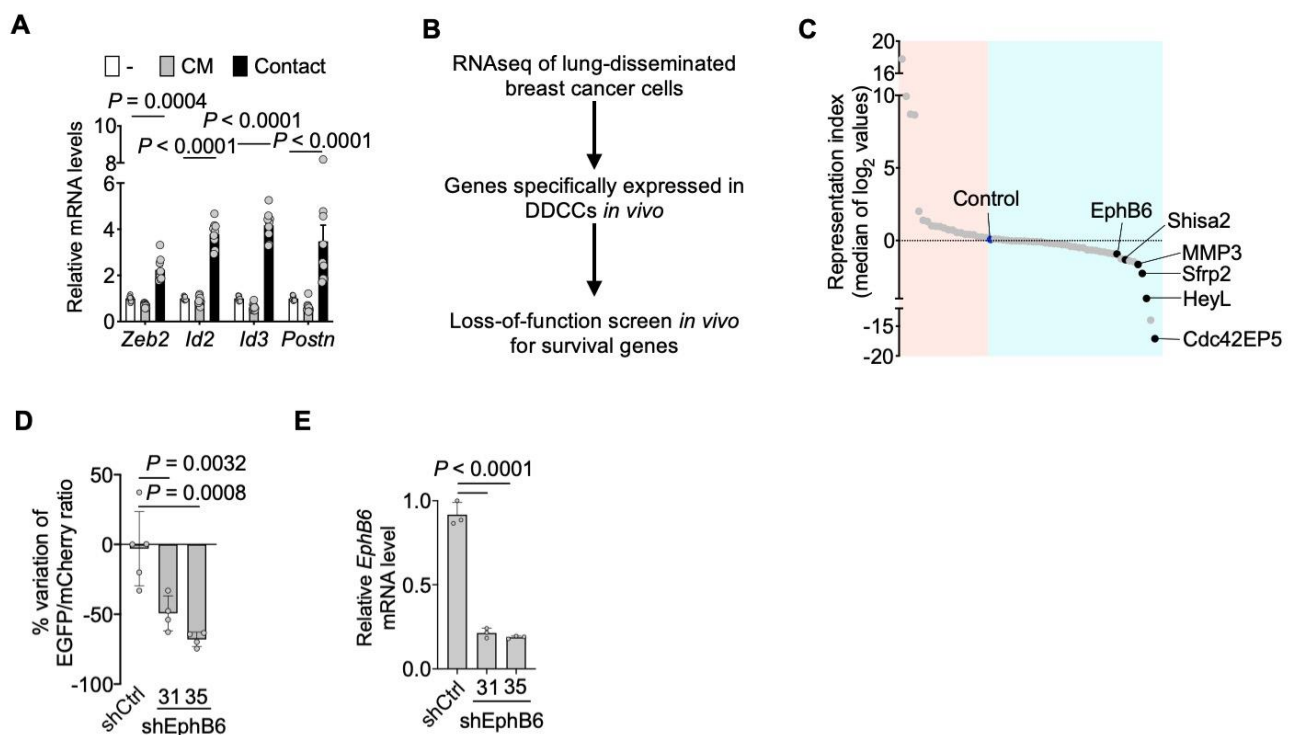 A
- CM Contact
P = 0.0004
P < 0.0001
P < 0.0001 P < 0.0001
Relative mRNA levels
10
8
6
4
2
0
Zeb2 Id2 Id3 Postn
B
RNAseq of lung-disseminated
breast cancer cells
Genes specifically expressed in
DDCCs in vivo
Loss-of-function screen in vivo
for survival genes
C
Representation index
(median of log2 values)
20
16
10
5
0
-15
-20
Control
EphB6
Shisa2
MMP3
Sfrp2
HeyL
Cdc42EP5
D
P = 0.0032
P = 0.0008
% variation of
EGFP/mCherry ratio
50
0
-50
-100
shCtrl
31 35
shEphB6
E
P < 0.0001
Relative EphB6
mRNA level
1.0
0.5
0.0
shCtrl
31 35
shEphB6